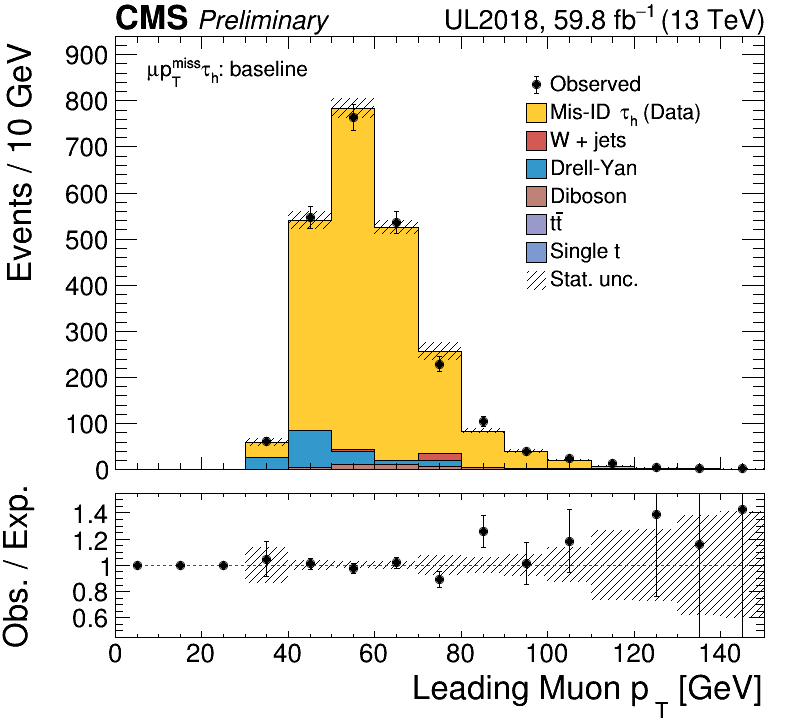 CMS Preliminary UL2018, 59.8 fb⁻¹ (13 TeV)
Events / 10 GeV
900
800
700
600
500
400
300
200
100
0
μp_T^miss τ_h: baseline
Observed
Mis-ID τ_h (Data)
W + jets
Drell-Yan
Diboson
tt̄
Single t
Stat. unc.
Obs. / Exp.
1.4
1.2
1
0.8
0.6
0 20 40 60 80 100 120 140
Leading Muon p_T [GeV]